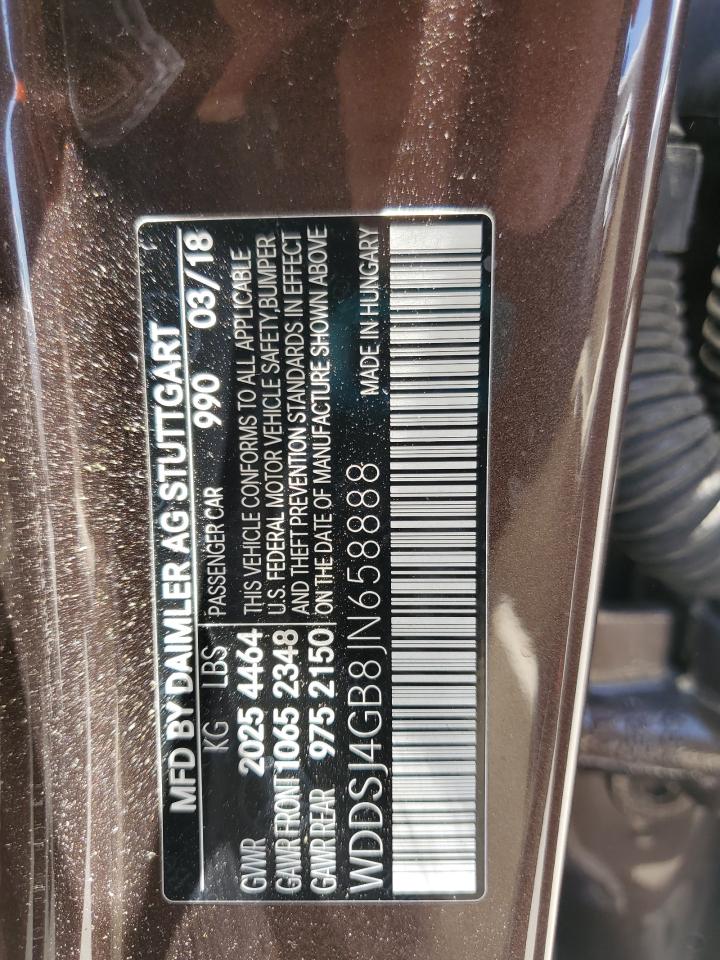 MFD BY DAIMLER AG STUTTGART
KG LBS PASSENGER CAR 990 03/18
GVWR 2025 4464 THIS VEHICLE CONFORMS TO ALL APPLICABLE
GAWR FRONT 1065 2348 U.S. FEDERAL MOTOR VEHICLE SAFETY,BUMPER
AND THEFT PREVENTION STANDARDS IN EFFECT
GAWR REAR 975 2150 ON THE DATE OF MANUFACTURE SHOWN ABOVE
WDDSJ4GB8JN658888 MADE IN HUNGARY